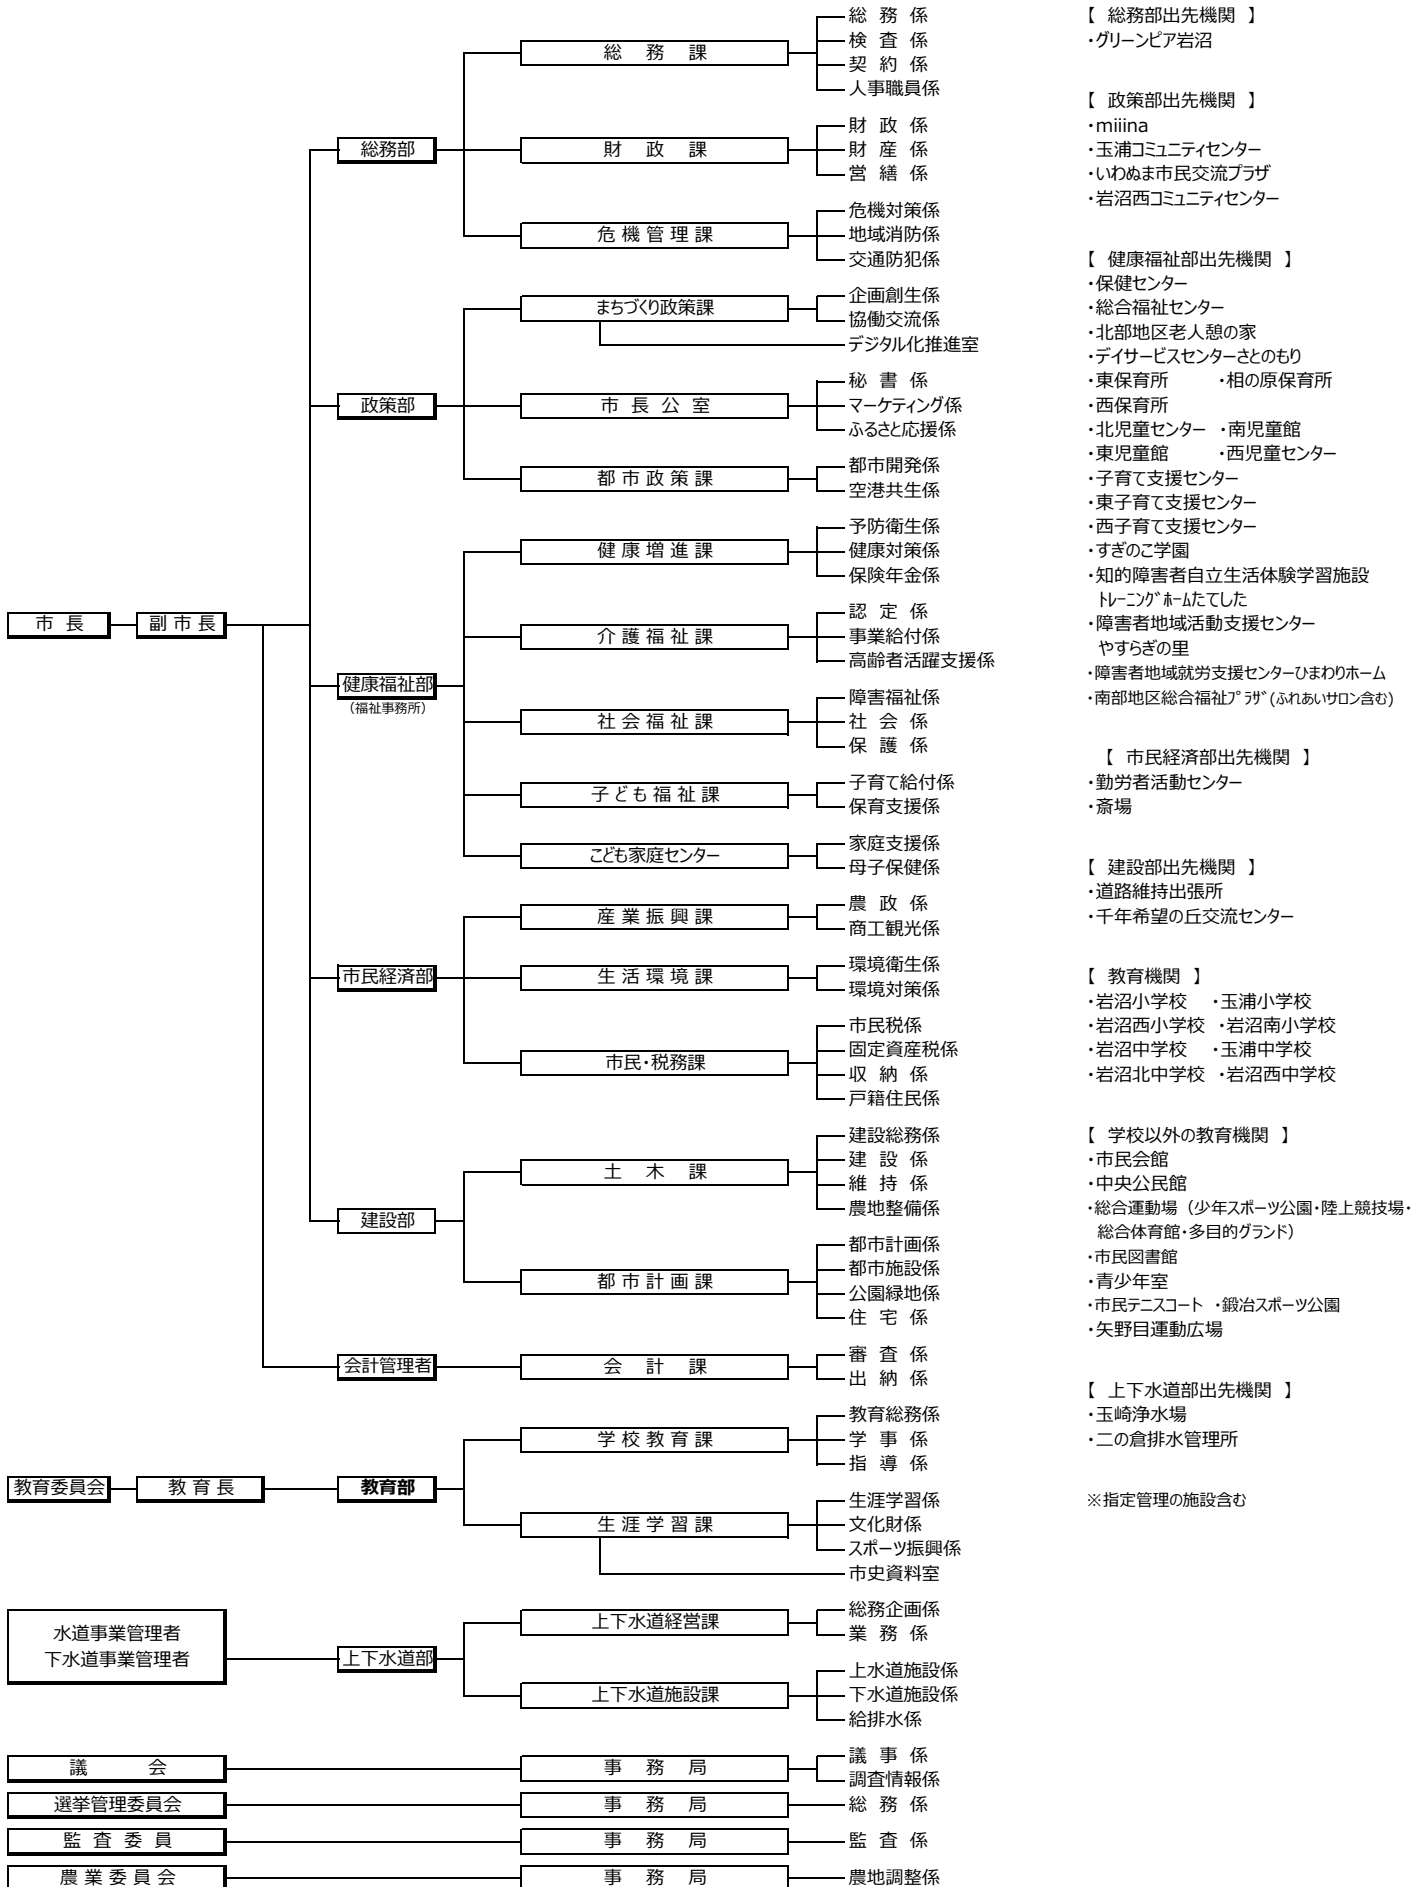 市 長
副 市 長
総務部
総 務 課
総 務 係
検 査 係
契 約 係
人事職員係
財 政 課
財 政 係
財 産 係
営 繕 係
危 機 管 理 課
危機対策係
地域消防係
交通防犯係
政策部
まちづくり政策課
企画創生係
協働交流係
デジタル化推進室
市 長 公 室
秘 書 係
マーケティング係
ふるさと応援係
都 市 政 策 課
都市開発係
空港共生係
健康福祉部
(福祉事務所)
健 康 増 進 課
予防衛生係
健康対策係
保険年金係
介 護 福 祉 課
認 定 係
事業給付係
高齢者活躍支援係
社 会 福 祉 課
障害福祉係
社 会 係
保 護 係
子 ど も 福 祉 課
子育て給付係
保育支援係
こども家庭センター
家庭支援係
母子保健係
市民経済部
産 業 振 興 課
農 政 係
商工観光係
生 活 環 境 課
環境衛生係
環境対策係
市民・税務課
市民税係
固定資産税係
収 納 係
戸籍住民係
建設部
土 木 課
建設総務係
建 設 係
維 持 係
農地整備係
都 市 計 画 課
都市計画係
都市施設係
公園緑地係
住 宅 係
会計管理者
会 計 課
審 査 係
出 納 係
教育委員会
教 育 長
教育部
学 校 教 育 課
教育総務係
学 事 係
指 導 係
生 涯 学 習 課
生涯学習係
文化財係
スポーツ振興係
市史資料室
水道事業管理者
下水道事業管理者
上下水道部
上下水道経営課
総務企画係
業 務 係
上下水道施設課
上水道施設係
下水道施設係
給排水係
議 会
事 務 局
議 事 係
調査情報係
選挙管理委員会
事 務 局
総 務 係
監 査 委 員
事 務 局
監 査 係
農 業 委 員 会
事 務 局
農地調整係
【 総務部出先機関 】
・グリーンピア岩沼
【 政策部出先機関 】
・miiina
・玉浦コミュニティセンター
・いわぬま市民交流プラザ
・岩沼西コミュニティセンター
【 健康福祉部出先機関 】
・保健センター
・総合福祉センター
・北部地区老人憩の家
・デイサービスセンターさとのもり
・東保育所 ・相の原保育所
・西保育所
・北児童センター ・南児童館
・東児童館 ・西児童センター
・子育て支援センター
・東子育て支援センター
・西子育て支援センター
・すぎのこ学園
・知的障害者自立生活体験学習施設
ﾄﾚｰﾆﾝｸﾞﾎｰﾑたてした
・障害者地域活動支援センター
やすらぎの里
・障害者地域就労支援センターひまわりホーム
・南部地区総合福祉ﾌﾟﾗｻﾞ(ふれあいサロン含む)
【 市民経済部出先機関 】
・勤労者活動センター
・斎場
【 建設部出先機関 】
・道路維持出張所
・千年希望の丘交流センター
【 教育機関 】
・岩沼小学校 ・玉浦小学校
・岩沼西小学校 ・岩沼南小学校
・岩沼中学校 ・玉浦中学校
・岩沼北中学校 ・岩沼西中学校
【 学校以外の教育機関 】
・市民会館
・中央公民館
・総合運動場（少年スポーツ公園・陸上競技場・
総合体育館・多目的グランド）
・市民図書館
・青少年室
・市民テニスコート ・鍛冶スポーツ公園
・矢野目運動広場
【 上下水道部出先機関 】
・玉崎浄水場
・二の倉排水管理所
※指定管理の施設含む